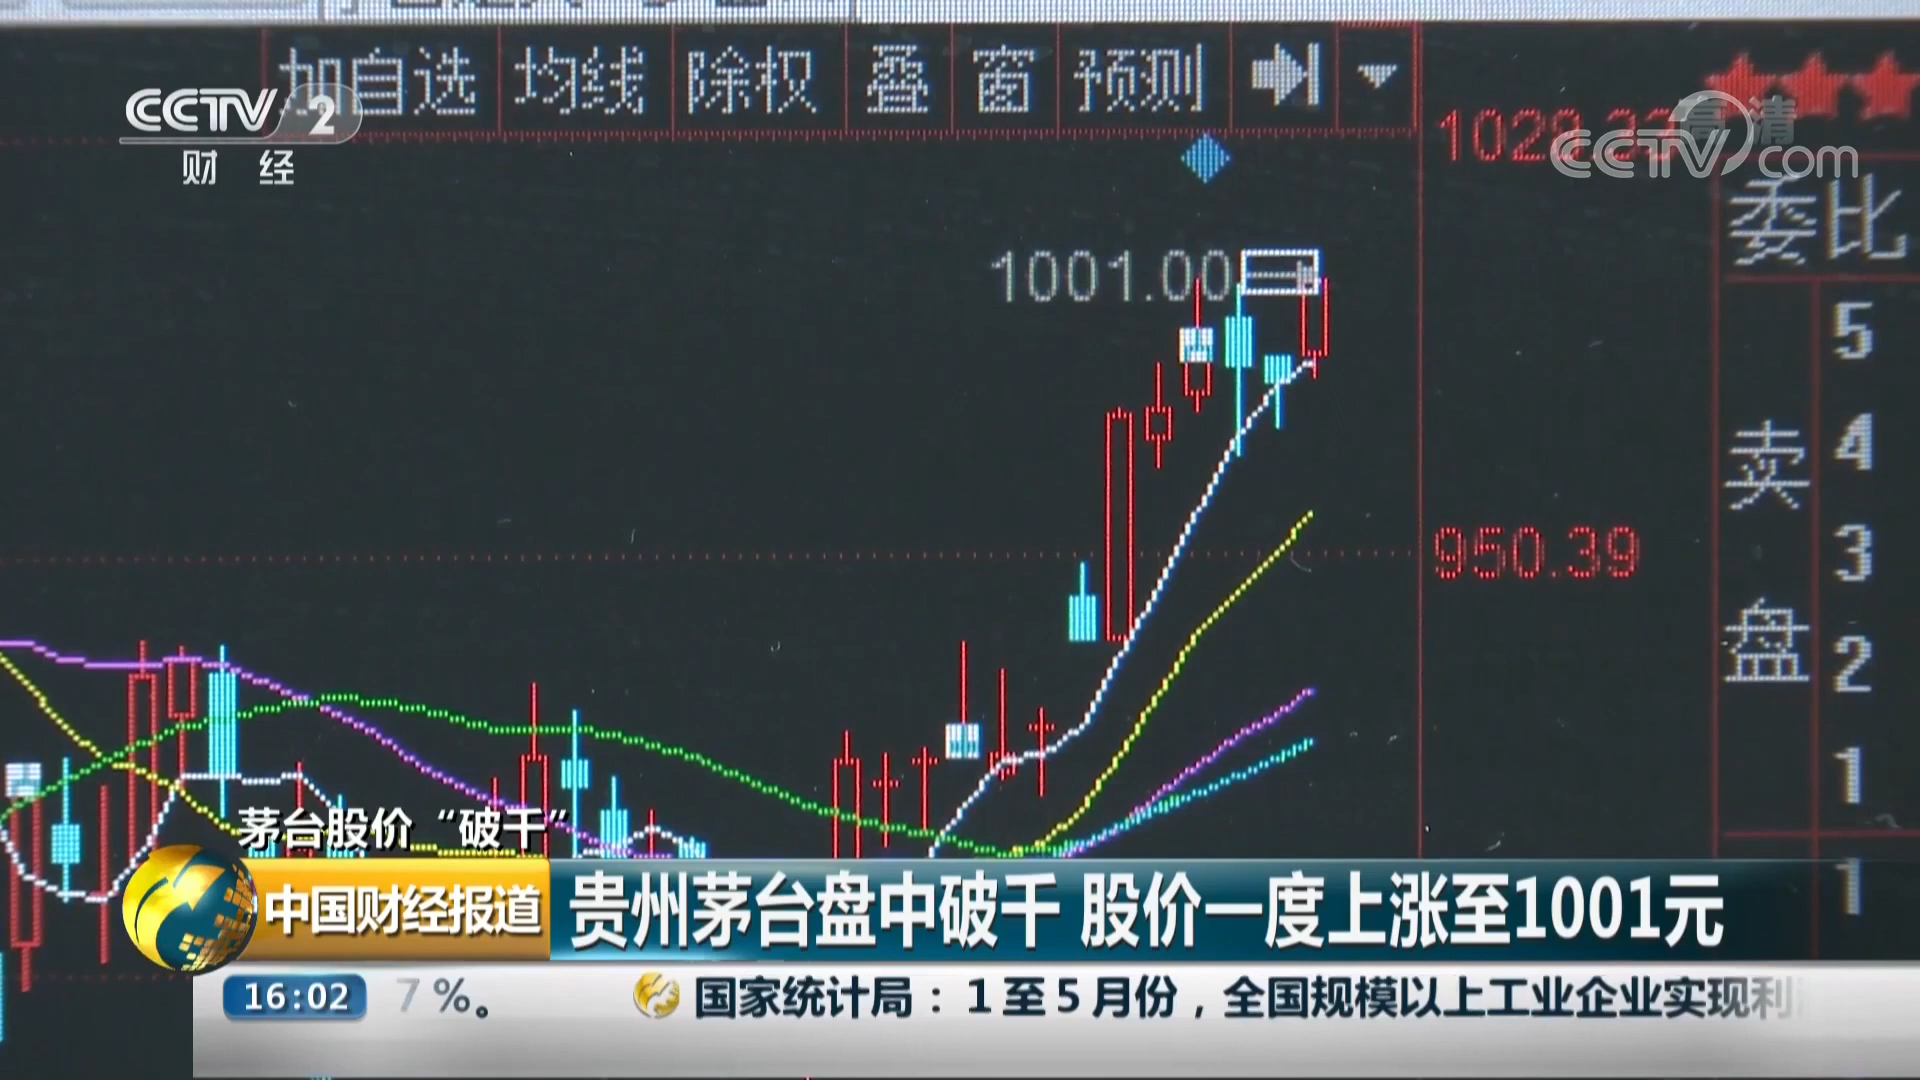 加自选 均线 除权 叠 窗 预测
CCTV 2
财经
高清
CCTV.com
委比
1001.00
5
4
卖
950.39
3
盘
2
1
茅台股价“破千”
中国财经报道
贵州茅台盘中破千 股价一度上涨至1001元
1
16:02
7%。 国家统计局：1至5月份，全国规模以上工业企业实现利